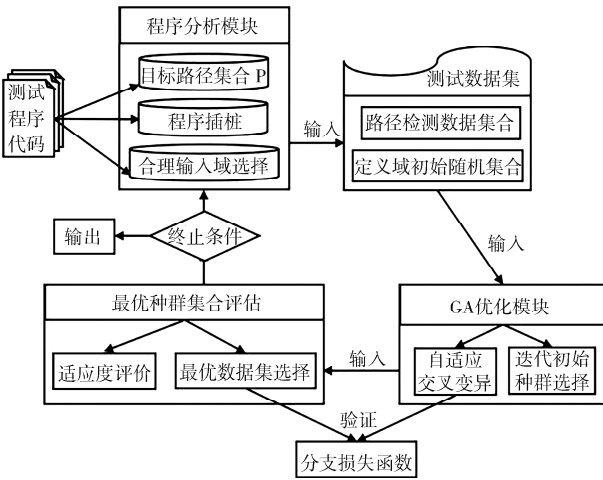 程序分析模块
目标路径集合 P
程序插桩
合理输入域选择
测试
程序
代码
输入
测试数据集
路径检测数据集合
定义域初始随机集合
输出
终止条件
输入
最优种群集合评估
适应度评价
最优数据集选择
输入
GA优化模块
自适应
交叉变异
迭代初始
种群选择
验证
分支损失函数